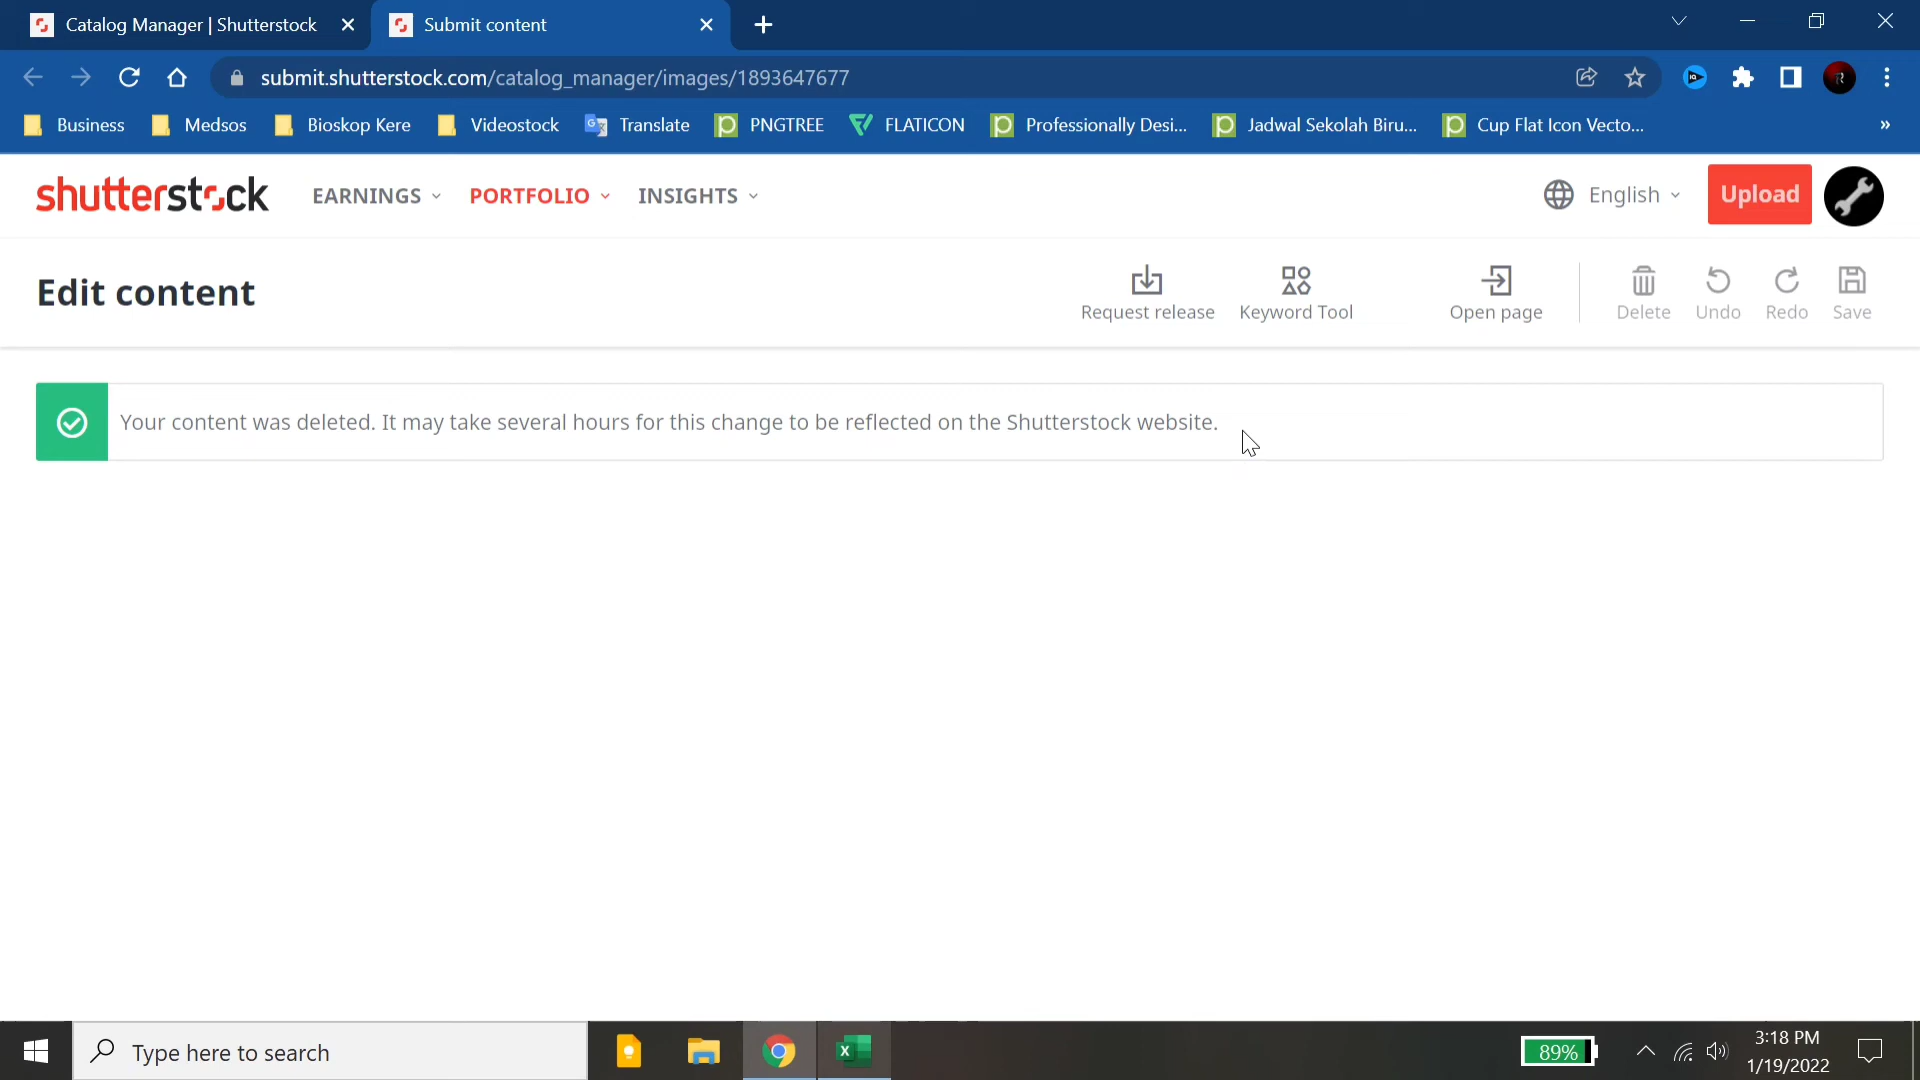 Catalog Manager | Shutterstock
Submit content
submit.shutterstock.com/catalog_manager/images/1893647677
R
Business
Medsos
Bioskop Kere
Videostock
Translate
PNGTREE
FLATICON
Professionally Desi...
Jadwal Sekolah Biru...
Cup Flat Icon Vecto...
»
shutterstock
EARNINGS
PORTFOLIO
INSIGHTS
English
Upload
Edit content
Request release
Keyword Tool
Open page
Delete
Undo
Redo
Save
Your content was deleted. It may take several hours for this change to be reflected on the Shutterstock website.
Type here to search
89%
3:18 PM
1/19/2022